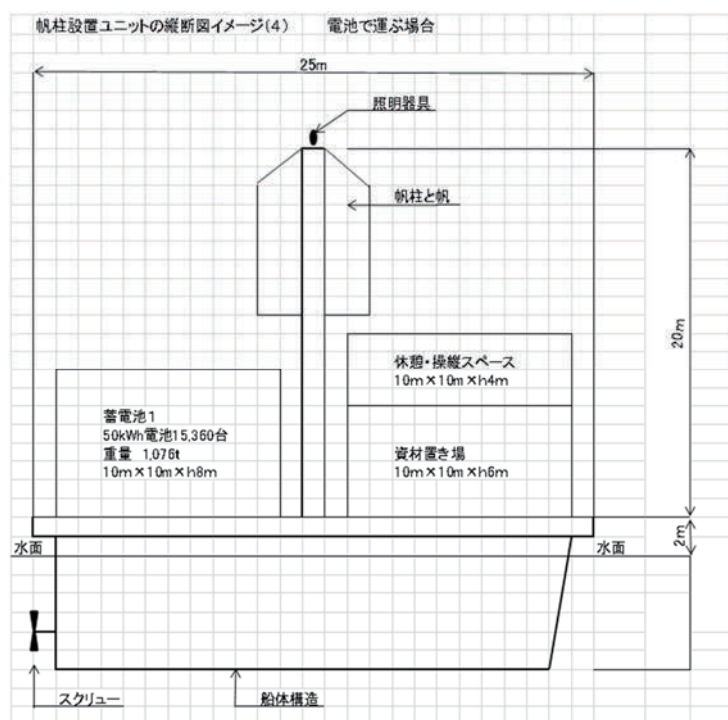 帆柱設置ユニットの縦断図イメージ(4)　　電池で運ぶ場合
25m
照明器具
帆柱と帆
20m
休憩・操縦スペース
10m×10m×h4m
蓄電池1
50kWh電池15,360台
重量 1,076t
10m×10m×h8m
資材置き場
10m×10m×h6m
水面
水面
2m
スクリュー
船体構造